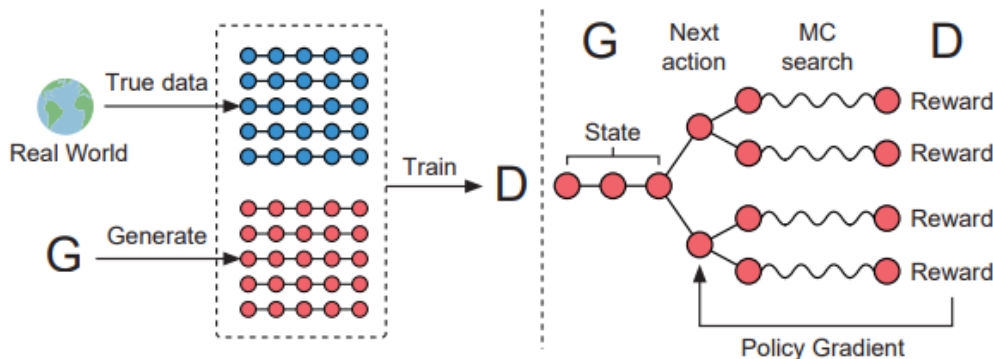 True data
Real World
G
Generate
Train
D
G
Next
action
MC
search
D
State
Reward
Reward
Reward
Reward
Policy Gradient